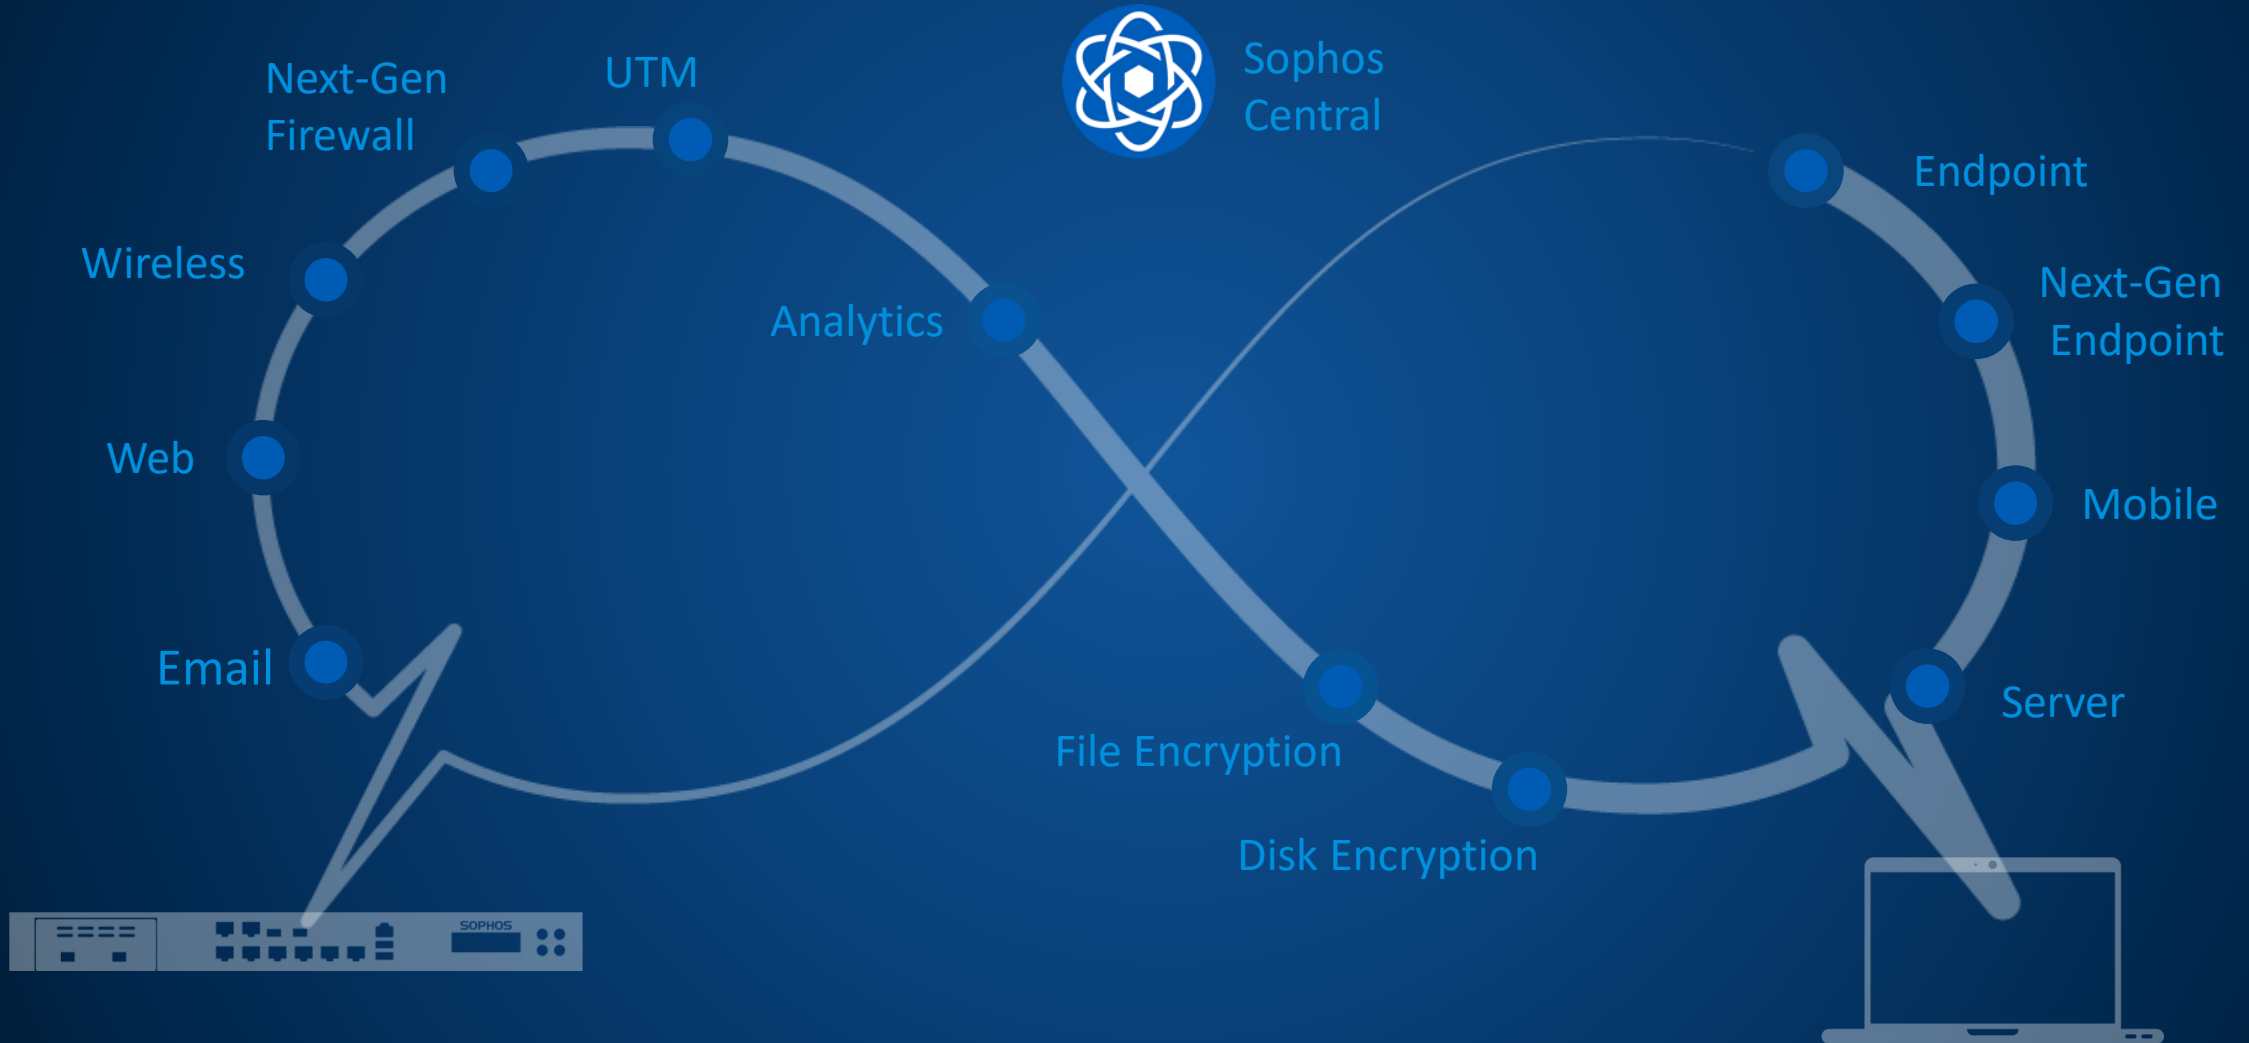 Sophos
Central
UTM
Next-Gen
Firewall
Endpoint
Wireless
Next-Gen
Endpoint
Analytics
Web
Mobile
Email
Server
File Encryption
Disk Encryption
SOPHOS